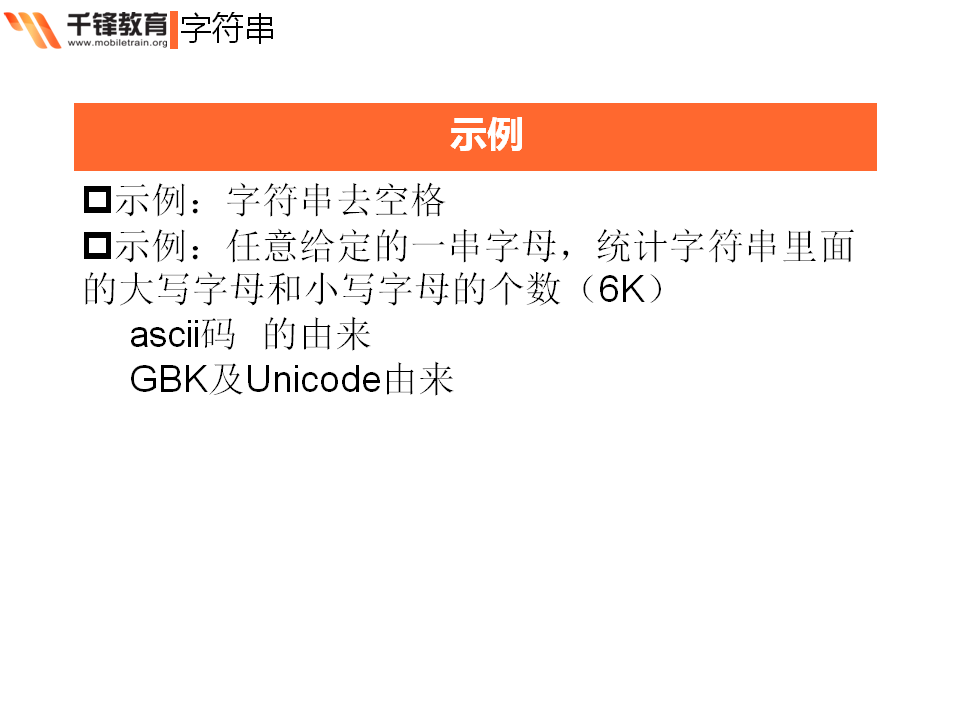 千锋教育
www.mobiletrain.org
字符串
示例
示例：字符串去空格
示例：任意给定的一串字母，统计字符串里面
的大写字母和小写字母的个数（6K）
ascii码 的由来
GBK及Unicode由来